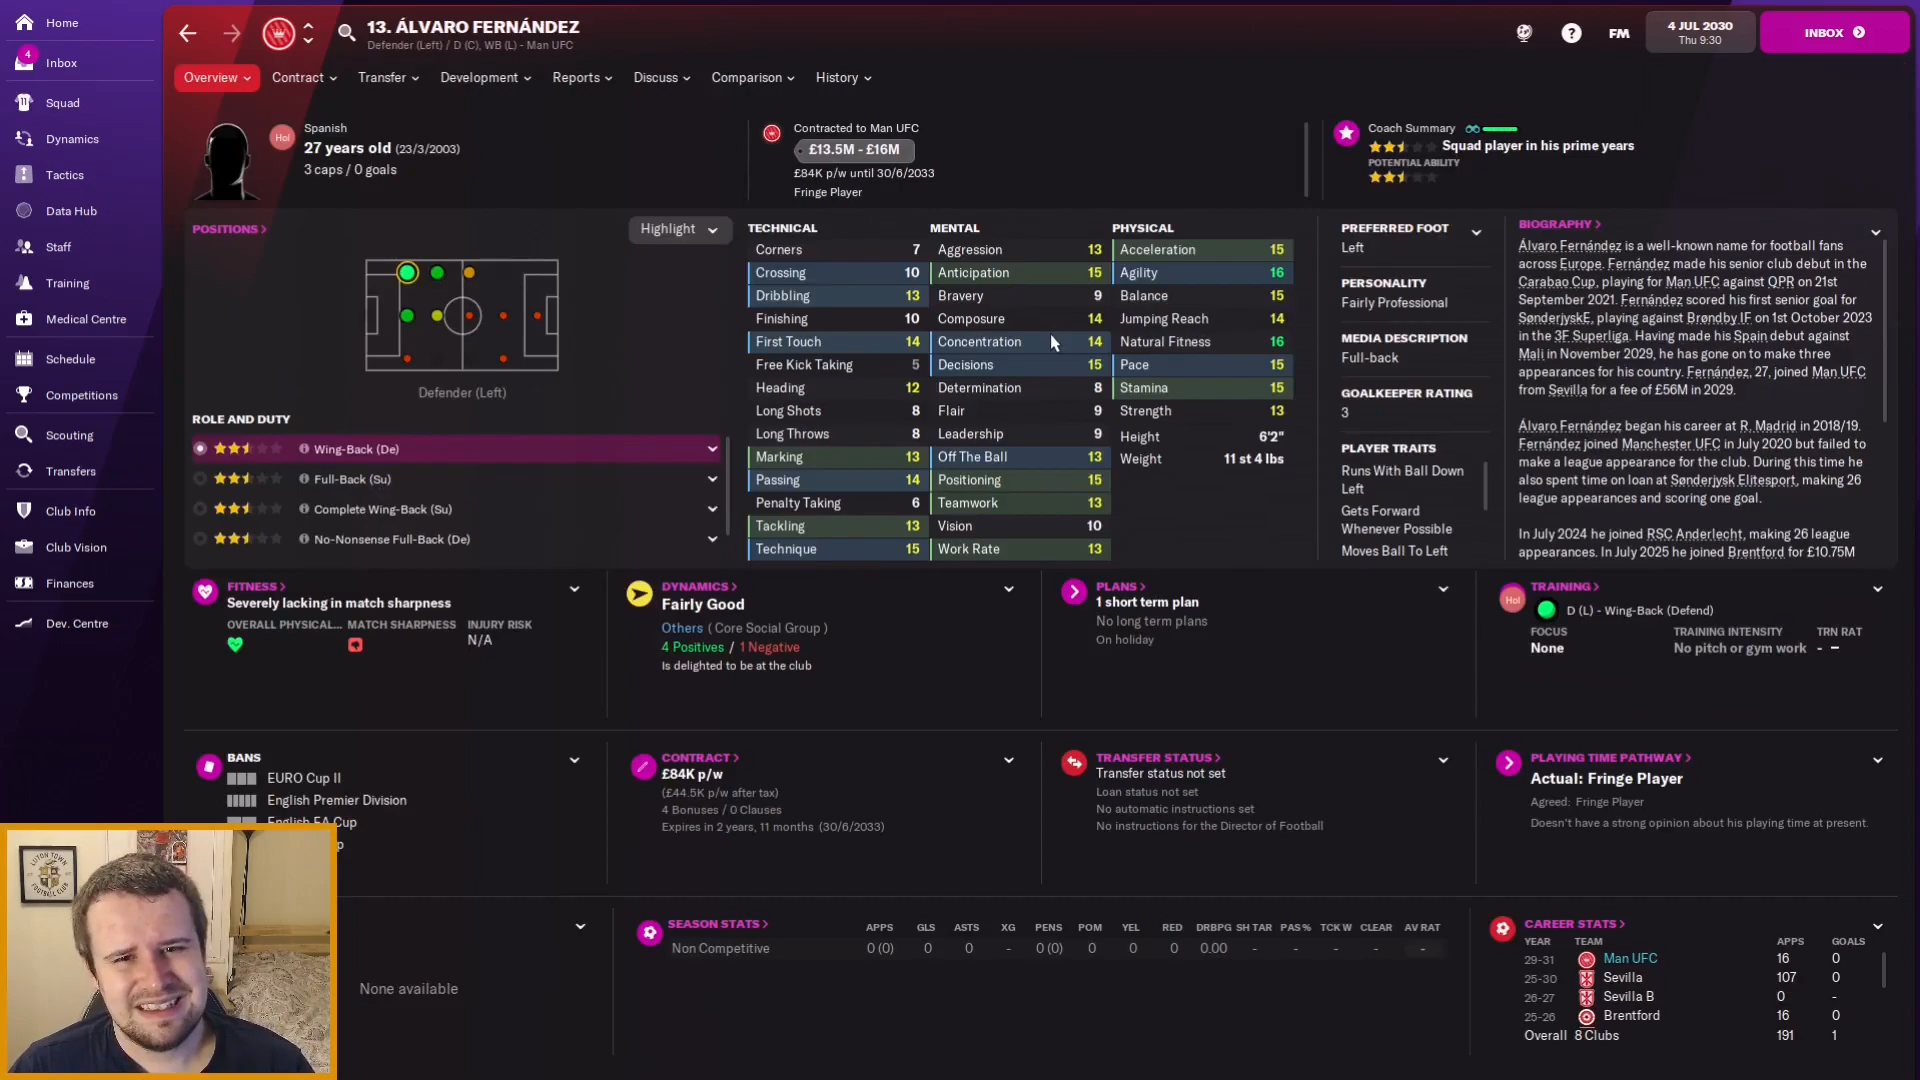 Home
4
Inbox
Squad
Dynamics
Tactics
Data Hub
Staff
Training
Medical Centre
Schedule
Competitions
Scouting
Transfers
Club Info
Club Vision
Finances
Dev. Centre
13. ÁLVARO FERNÁNDEZ
Defender (Left) / D (C), WB (L) - Man UFC
?
FM
4 JUL 2030
Thu 9:30
INBOX
Overview
Contract
Transfer
Development
Reports
Discuss
Comparison
History
Hol
Spanish
27 years old (23/3/2003)
3 caps / 0 goals
Contracted to Man UFC
£13.5M - £16M
£84K p/w until 30/6/2033
Fringe Player
Coach Summary
Squad player in his prime years
POTENTIAL ABILITY
POSITIONS >
Highlight
Defender (Left)
ROLE AND DUTY
Wing-Back (De)
Full-Back (Su)
Complete Wing-Back (Su)
No-Nonsense Full-Back (De)
TECHNICAL
Corners 7
Crossing 10
Dribbling 13
Finishing 10
First Touch 14
Free Kick Taking 5
Heading 12
Long Shots 8
Long Throws 8
Marking 13
Passing 14
Penalty Taking 6
Tackling 13
Technique 15
MENTAL
Aggression 13
Anticipation 15
Bravery 9
Composure 14
Concentration 14
Decisions 15
Determination 8
Flair 9
Leadership 9
Off The Ball 13
Positioning 15
Teamwork 13
Vision 10
Work Rate 13
PHYSICAL
Acceleration 15
Agility 16
Balance 15
Jumping Reach 14
Natural Fitness 16
Pace 15
Stamina 15
Strength 13
Height 6'2"
Weight 11 st 4 lbs
PREFERRED FOOT
Left
PERSONALITY
Fairly Professional
MEDIA DESCRIPTION
Full-back
GOALKEEPER RATING
3
PLAYER TRAITS
Runs With Ball Down
Left
Gets Forward
Whenever Possible
Moves Ball To Left
BIOGRAPHY >
Álvaro Fernández is a well-known name for football fans
across Europe. Fernández made his senior club debut in the
Carabao Cup, playing for Man UFC against QPR on 21st
September 2021. Fernández scored his first senior goal for
SønderjyskE, playing against Brøndby IF on 1st October 2023
in the 3F Superliga. Having made his Spain debut against
Mali in November 2029, he has gone on to make three
appearances for his country. Fernández, 27, joined Man UFC
from Sevilla for a fee of £56M in 2029.
Álvaro Fernández began his career at R. Madrid in 2018/19.
Fernández joined Manchester UFC in July 2020 but failed to
make a league appearance for the club. During this time he
also spent time on loan at Sønderjysk Elitesport, making 26
league appearances and scoring one goal.
In July 2024 he joined RSC Anderlecht, making 26 league
appearances. In July 2025 he joined Brentford for £10.75M
FITNESS >
Severely lacking in match sharpness
OVERALL PHYSICAL... MATCH SHARPNESS INJURY RISK
N/A
DYNAMICS >
Fairly Good
Others ( Core Social Group )
4 Positives / 1 Negative
Is delighted to be at the club
PLANS >
1 short term plan
No long term plans
On holiday
TRAINING >
Hol
D (L) - Wing-Back (Defend)
FOCUS TRAINING INTENSITY TRN RAT
None No pitch or gym work - -
BANS
EURO Cup II
English Premier Division
English FA Cup
p
CONTRACT >
£84K p/w
(£44.5K p/w after tax)
4 Bonuses / 0 Clauses
Expires in 2 years, 11 months (30/6/2033)
TRANSFER STATUS >
Transfer status not set
Loan status not set
No automatic instructions set
No instructions for the Director of Football
PLAYING TIME PATHWAY >
Actual: Fringe Player
Agreed: Fringe Player
Doesn't have a strong opinion about his playing time at present.
LUTON TOWN
FOOTBALL CLUB
None available
SEASON STATS > APPS GLS ASTS XG PENS POM YEL RED DRBPG SH TAR PAS % TCK W CLEAR AV RAT
Non Competitive 0 (0) 0 0 - 0 (0) 0 0 0 0.00 - - - - -
CAREER STATS >
YEAR TEAM APPS GOALS
29-31 Man UFC 16 0
25-30 Sevilla 107 0
26-27 Sevilla B 0 -
25-26 Brentford 16 0
Overall 8 Clubs 191 1